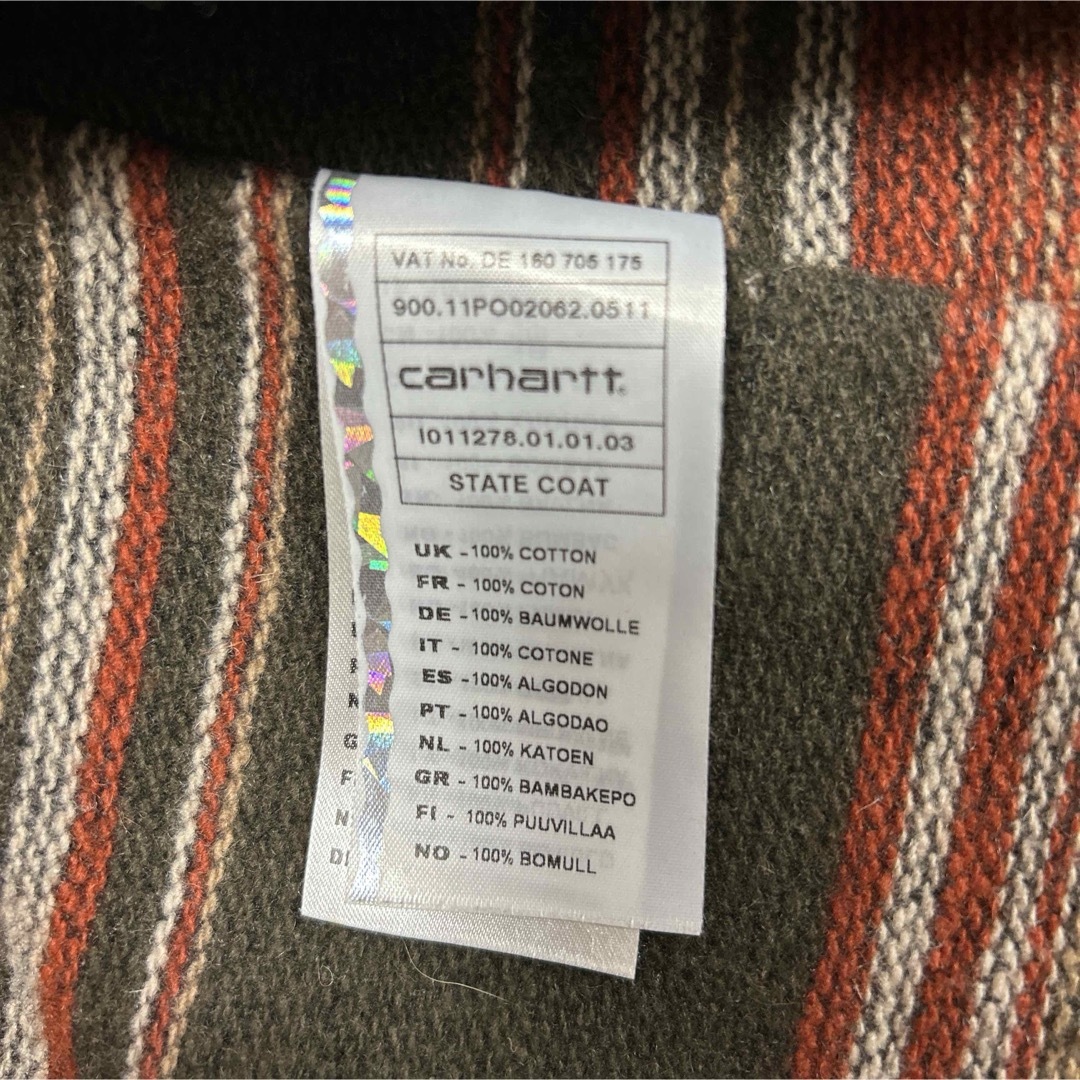 VAT No. DE 160 705 175
900.11PO02062.0511
carhartt.
I011278.01.01.03
STATE COAT
UK - 100% COTTON
FR - 100% COTON
DE - 100% BAUMWOLLE
IT - 100% COTONE
ES - 100% ALGODON
PT - 100% ALGODAO
NL - 100% KATOEN
GR - 100% BAMBAKEPO
FI - 100% PUUVILLAA
NO - 100% BOMULL